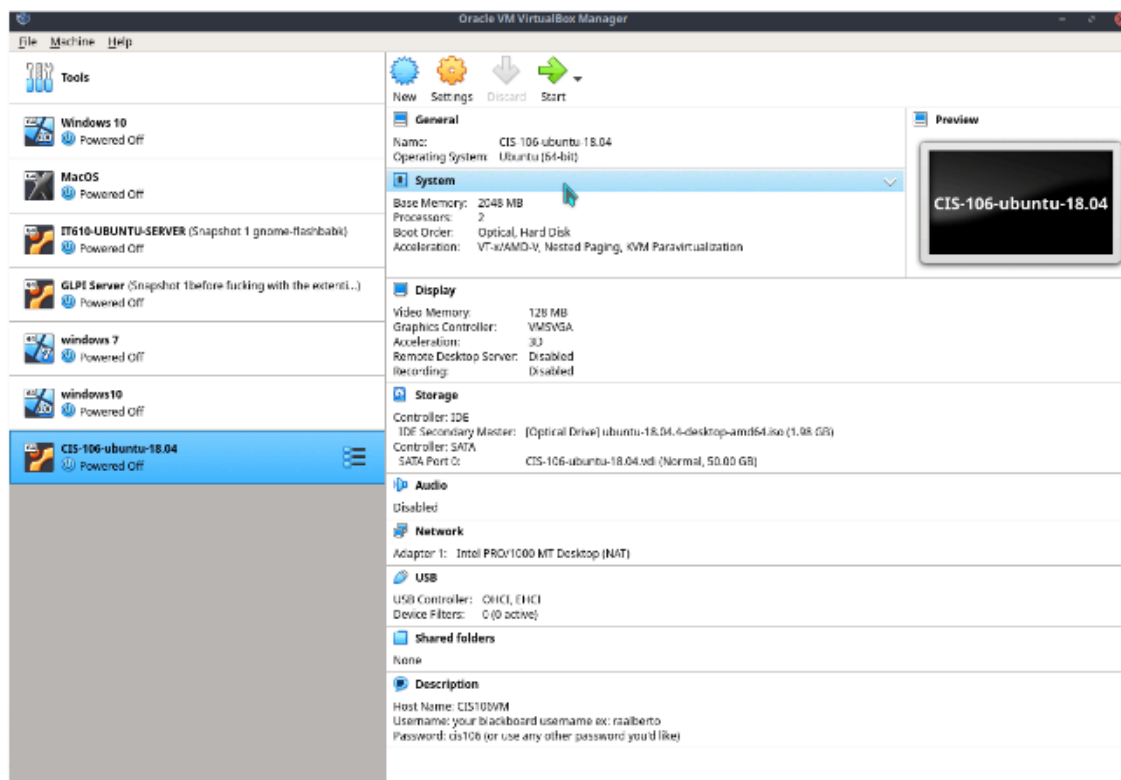 Oracle VM VirtualBox Manager
File Machine Help
Tools
Windows 10
Powered Off
MacOS
Powered Off
IT610-UBUNTU-SERVER (Snapshot 1 gnome-flashbabk)
Powered Off
GLPI Server (Snapshot 1before fucking with the extenti...)
Powered Off
windows 7
Powered Off
windows10
Powered Off
CIS-106-ubuntu-18.04
Powered Off
New Settings Discard Start
General
Name: CIS-106-ubuntu-18.04
Operating System: Ubuntu (64-bit)
System
Base Memory: 2048 MB
Processors: 2
Boot Order: Optical, Hard Disk
Acceleration: VT-x/AMD-V, Nested Paging, KVM Paravirtualization
Preview
CIS-106-ubuntu-18.04
Display
Video Memory: 128 MB
Graphics Controller: VMSVGA
Acceleration: 3D
Remote Desktop Server: Disabled
Recording: Disabled
Storage
Controller: IDE
IDE Secondary Master: [Optical Drive] ubuntu-18.04.4-desktop-amd64.iso (1.98 GB)
Controller: SATA
SATA Port 0: CIS-106-ubuntu-18.04.vdi (Normal, 50.00 GB)
Audio
Disabled
Network
Adapter 1: Intel PRO/1000 MT Desktop (NAT)
USB
USB Controller: OHCI, EHCI
Device Filters: 0 (0 active)
Shared folders
None
Description
Host Name: CIS106VM
Username: your blackboard username ex: raalberto
Password: cis106 (or use any other password you'd like)